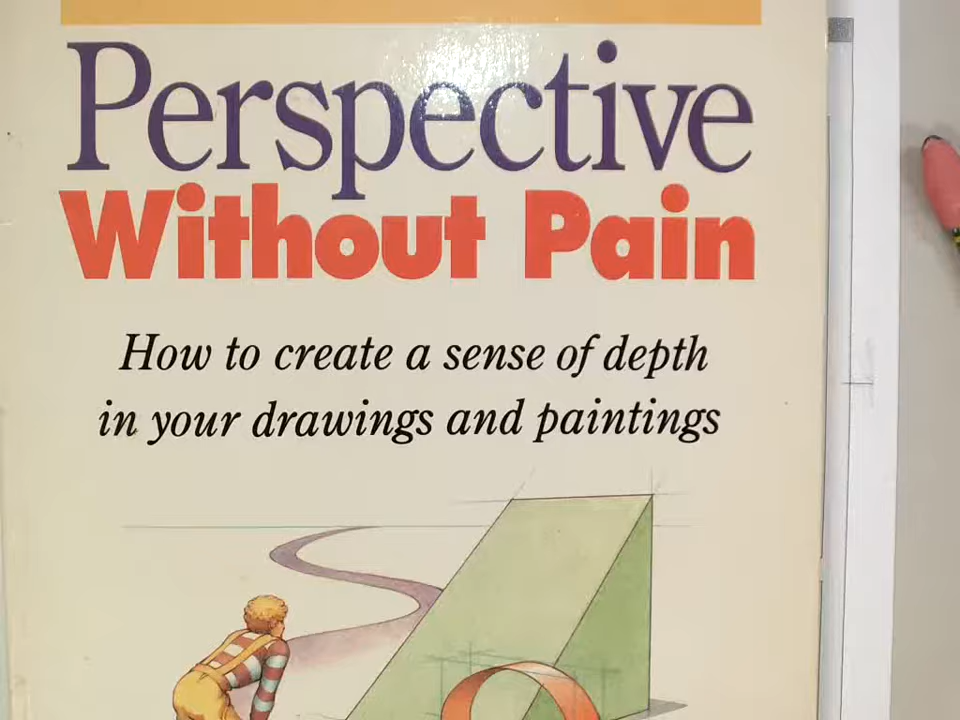 Perspective
Without Pain
How to create a sense of depth
in your drawings and paintings